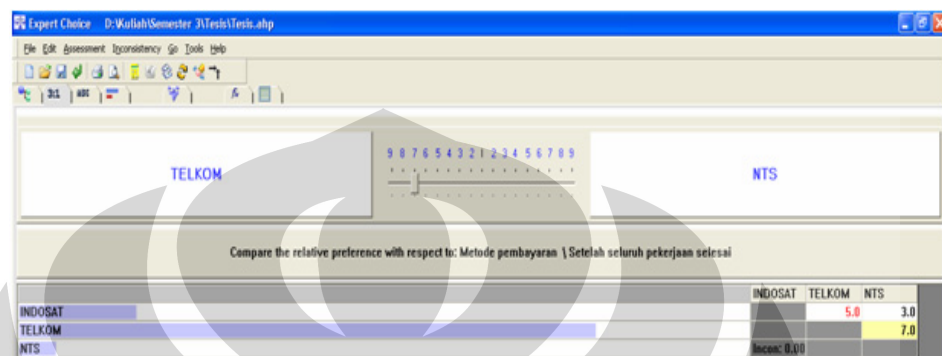 Expert Choice D:\Kuliah\Semester 3\Tesis\Tesis.ahp
File Edit Assessment Inconsistency Go Tools Help
3:1 ABC
TELKOM
9 8 7 6 5 4 3 2 1 2 3 4 5 6 7 8 9
NTS
Compare the relative preference with respect to: Metode pembayaran \ Setelah seluruh pekerjaan selesai
INDOSAT TELKOM NTS
INDOSAT 5.0 3.0
TELKOM 7.0
NTS Incon: 0.00